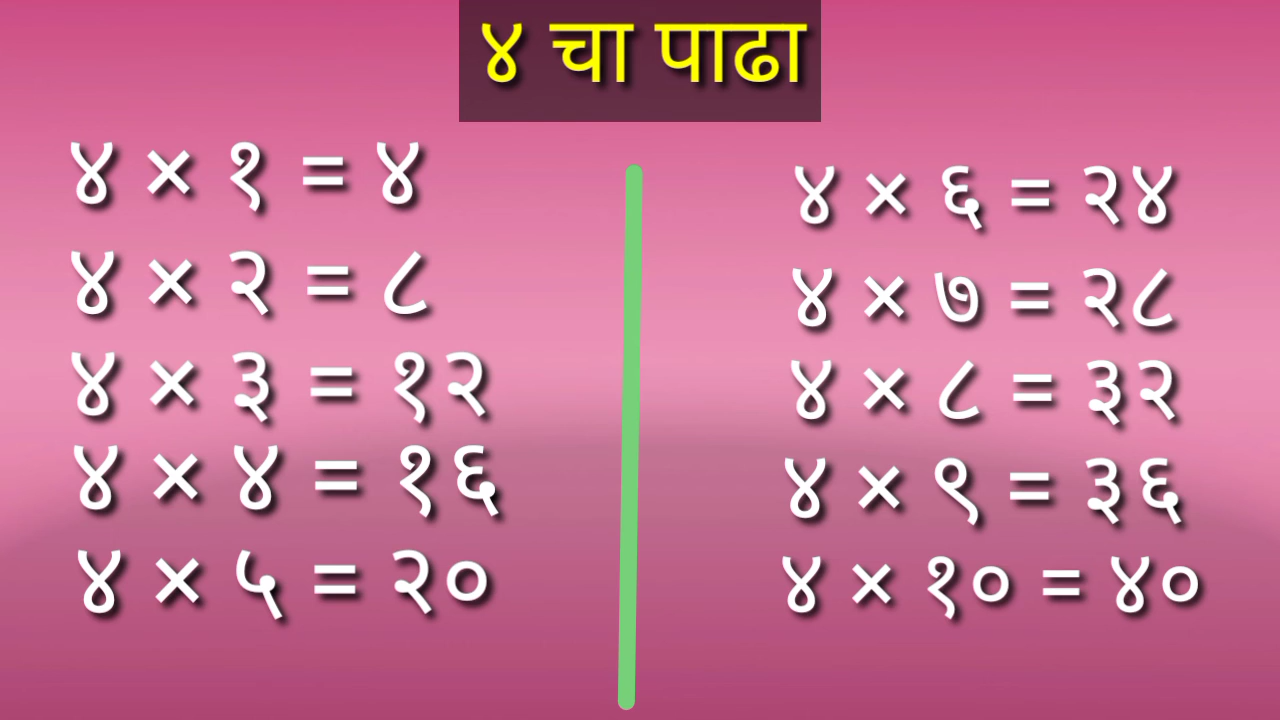 ४ चा पाढा
४ × १ = ४
४ × २ = ८
४ × ३ = १२
४ × ४ = १६
४ × ५ = २०
४ × ६ = २४
४ × ७ = २८
४ × ८ = ३२
४ × ९ = ३६
४ × १० = ४०